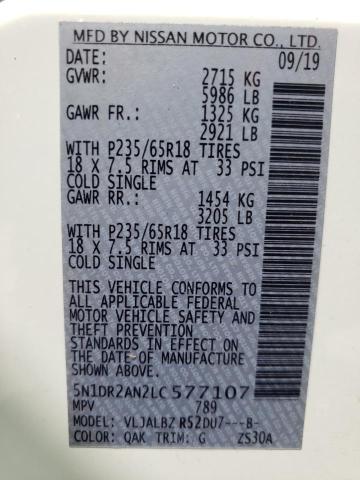 MFD BY NISSAN MOTOR CO., LTD.
DATE: 09/19
GVWR: 2715 KG
5986 LB
GAWR FR.: 1325 KG
2921 LB
WITH P235/65R18 TIRES
18 X 7.5 RIMS AT 33 PSI
COLD SINGLE
GAWR RR.: 1454 KG
3205 LB
WITH P235/65R18 TIRES
18 X 7.5 RIMS AT 33 PSI
COLD SINGLE
THIS VEHICLE CONFORMS TO
ALL APPLICABLE FEDERAL
MOTOR VEHICLE SAFETY AND
THEFT PREVENTION
STANDARDS IN EFFECT ON
THE DATE OF MANUFACTURE
SHOWN ABOVE.
5N1DR2AN2LC577107
MPV 789
MODEL: VLJALBZ R52DU7---B-
COLOR: QAK TRIM: G ZS30A